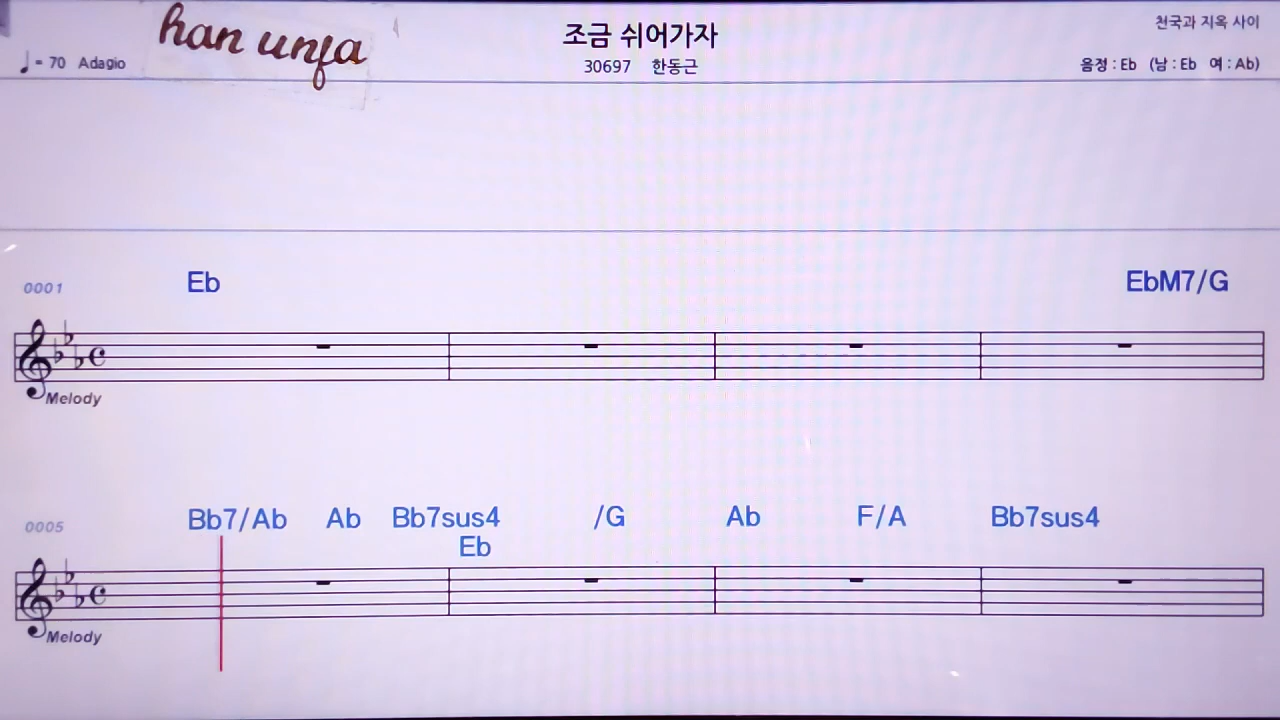 han unfa
조금 쉬어가자
천국과 지옥 사이
♩ = 70 Adagio
30697 한동근
음정 : Eb (남 : Eb 여 : Ab)
0001 Eb EbM7/G
Melody
0005 Bb7/Ab Ab Bb7sus4 /G Ab F/A Bb7sus4
Eb
Melody